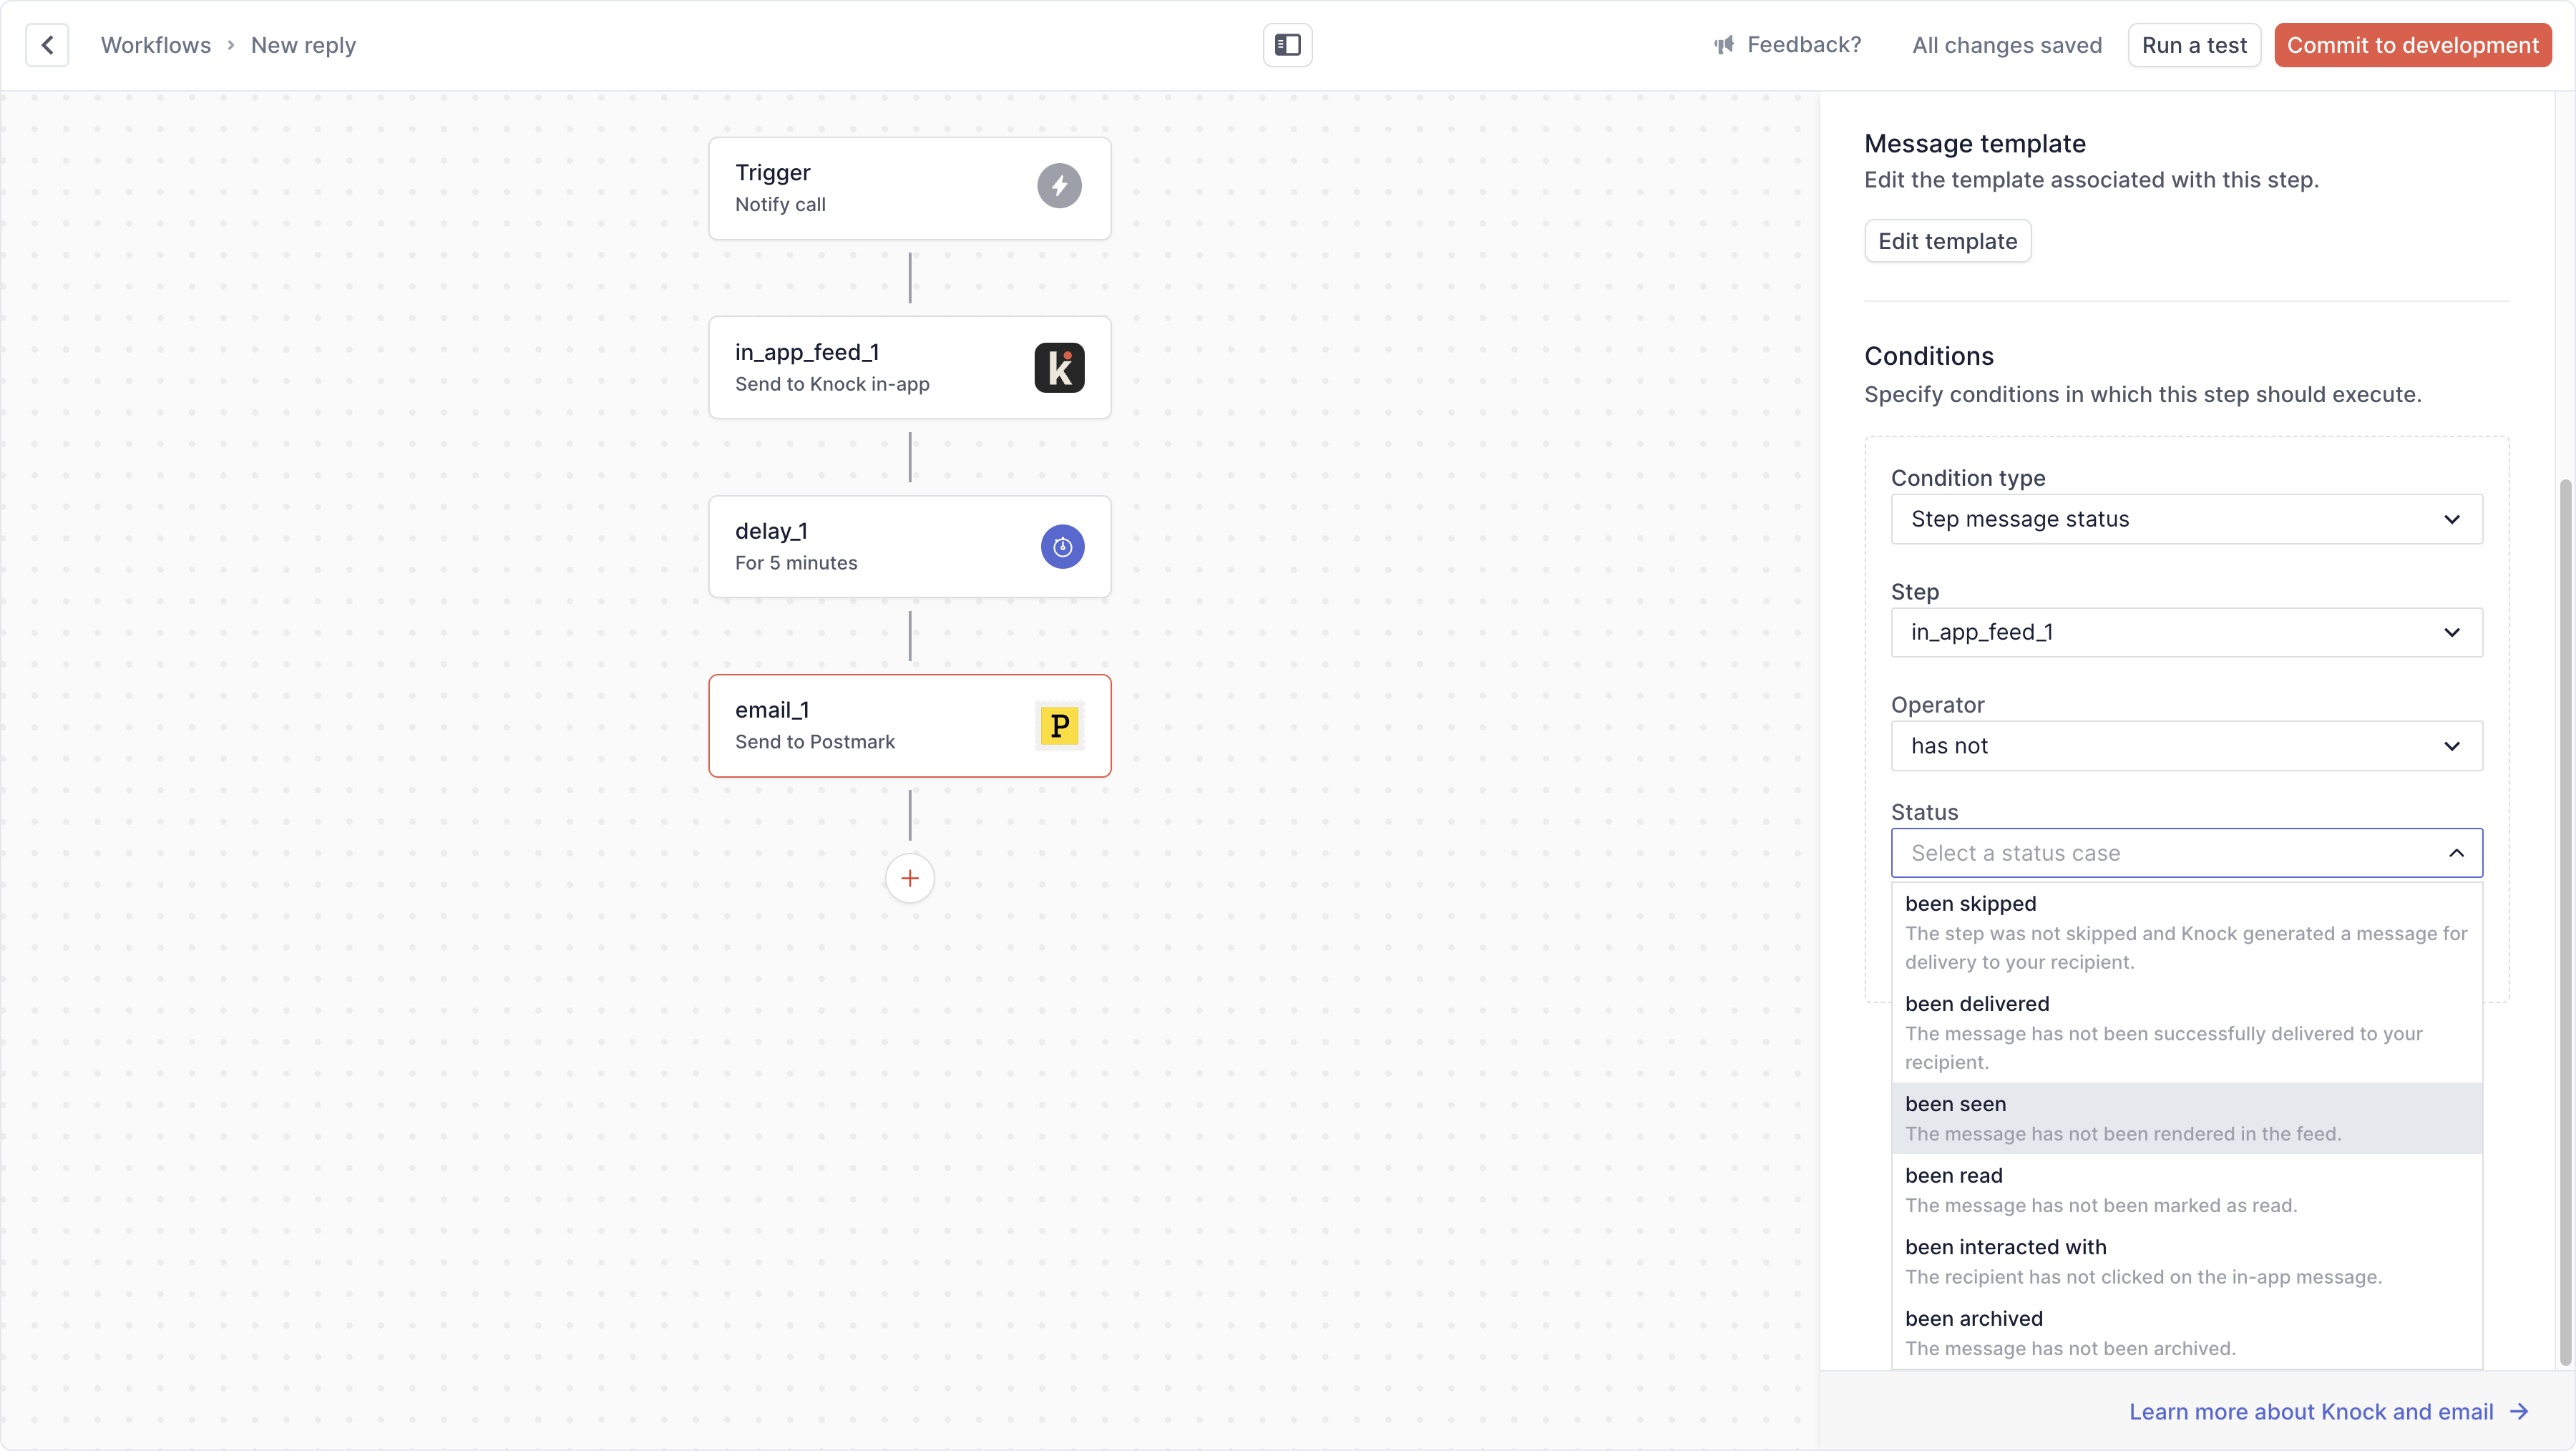 Workflows › New reply
Feedback?
All changes saved
Run a test
Commit to development
Trigger
Notify call
in_app_feed_1
Send to Knock in-app
k
delay_1
For 5 minutes
email_1
Send to Postmark
P
Message template
Edit the template associated with this step.
Edit template
Conditions
Specify conditions in which this step should execute.
Condition type
Step message status
Step
in_app_feed_1
Operator
has not
Status
Select a status case
been skipped
The step was not skipped and Knock generated a message for
delivery to your recipient.
been delivered
The message has not been successfully delivered to your
recipient.
been seen
The message has not been rendered in the feed.
been read
The message has not been marked as read.
been interacted with
The recipient has not clicked on the in-app message.
been archived
The message has not been archived.
Learn more about Knock and email →